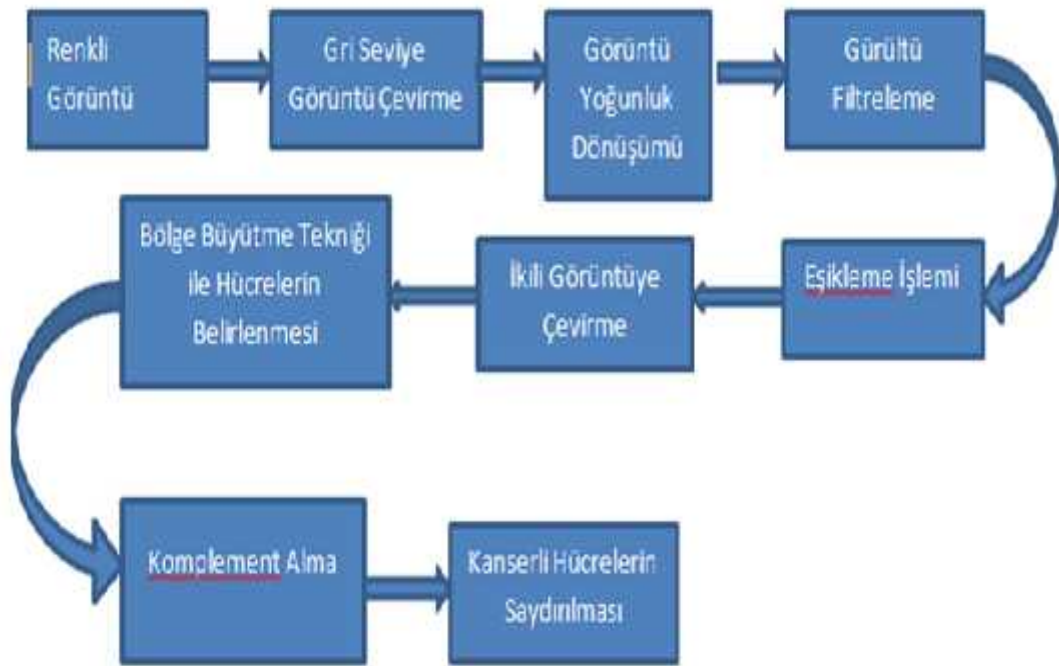 Renkli
Görüntü
Gri Seviye
Görüntü Çevirme
Görüntü
Yoğunluk
Dönüşümü
Gürültü
Filtreleme
Eşikleme İşlemi
İkili Görüntüye
Çevirme
Bölge Büyütme Tekniği
ile Hücrelerin
Belirlenmesi
Komplement Alma
Kanserli Hücrelerin
Saydırılması